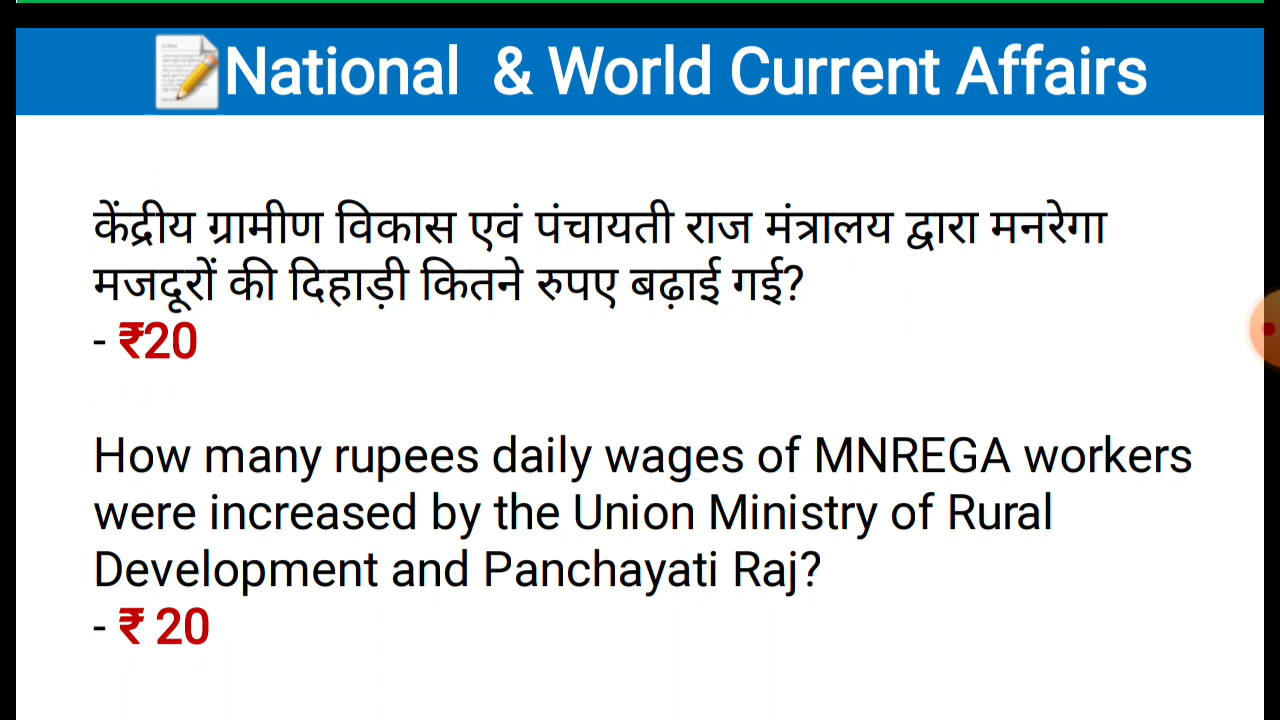 National & World Current Affairs
केंद्रीय ग्रामीण विकास एवं पंचायती राज मंत्रालय द्वारा मनरेगा
मजदूरों की दिहाड़ी कितने रुपए बढ़ाई गई?
- ₹20
How many rupees daily wages of MNREGA workers
were increased by the Union Ministry of Rural
Development and Panchayati Raj?
- ₹ 20